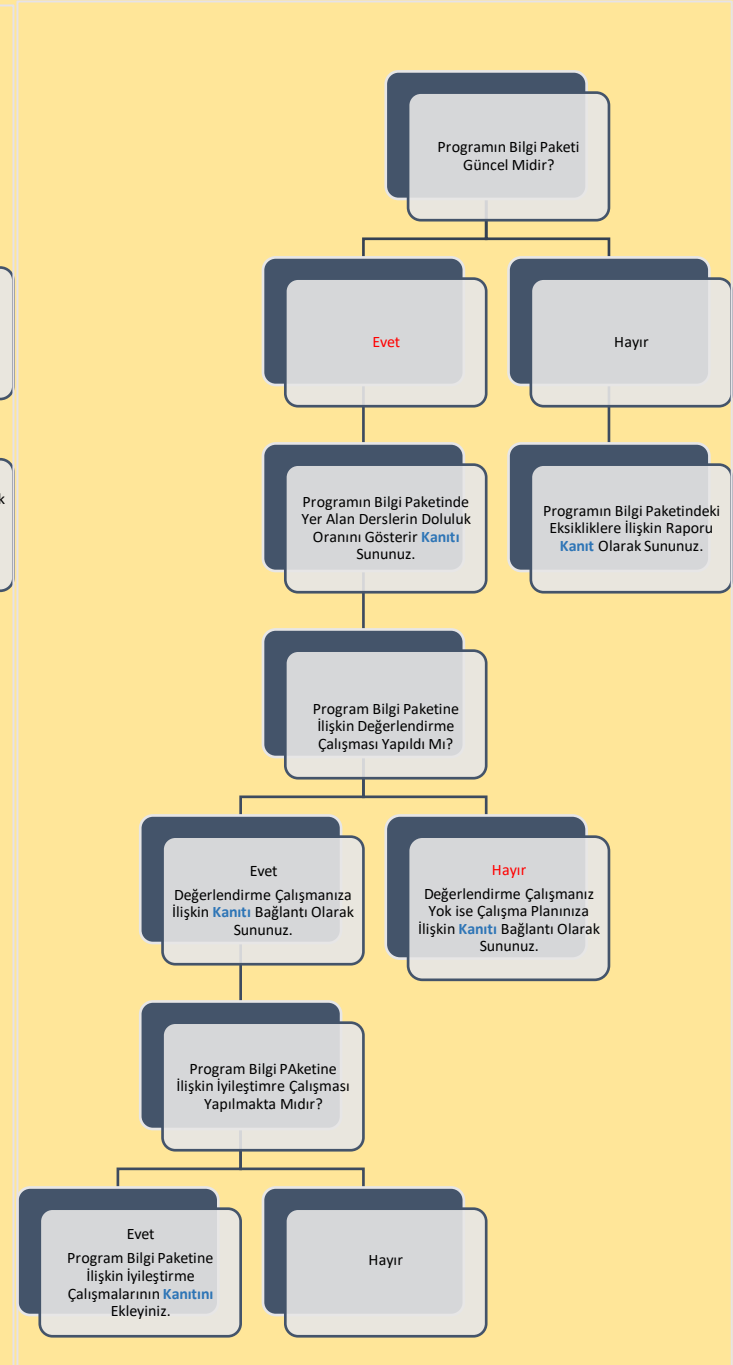 Programın Bilgi Paketi
Güncel Midir?
Evet
Hayır
Programın Bilgi Paketinde
Yer Alan Derslerin Doluluk
Oranını Gösterir Kanıtı
Sununuz.
Programın Bilgi Paketindeki
Eksikliklere İlişkin Raporu
Kanıt Olarak Sununuz.
Program Bilgi Paketine
İlişkin Değerlendirme
Çalışması Yapıldı Mı?
Evet
Değerlendirme Çalışmanıza
İlişkin Kanıtı Bağlantı Olarak
Sununuz.
Hayır
Değerlendirme Çalışmanız
Yok ise Çalışma Planınıza
İlişkin Kanıtı Bağlantı Olarak
Sununuz.
Program Bilgi PAketine
İlişkin İyileştimre Çalışması
Yapılmakta Mıdır?
Evet
Program Bilgi Paketine
İlişkin İyileştirme
Çalışmalarının Kanıtını
Ekleyiniz.
Hayır